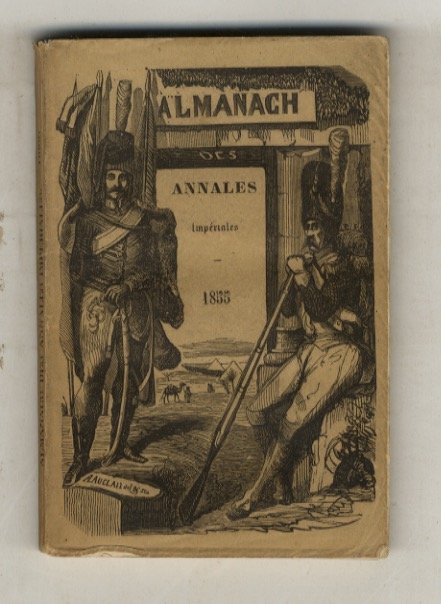 ALMANACH
DES
ANNALES
Impériales
1855